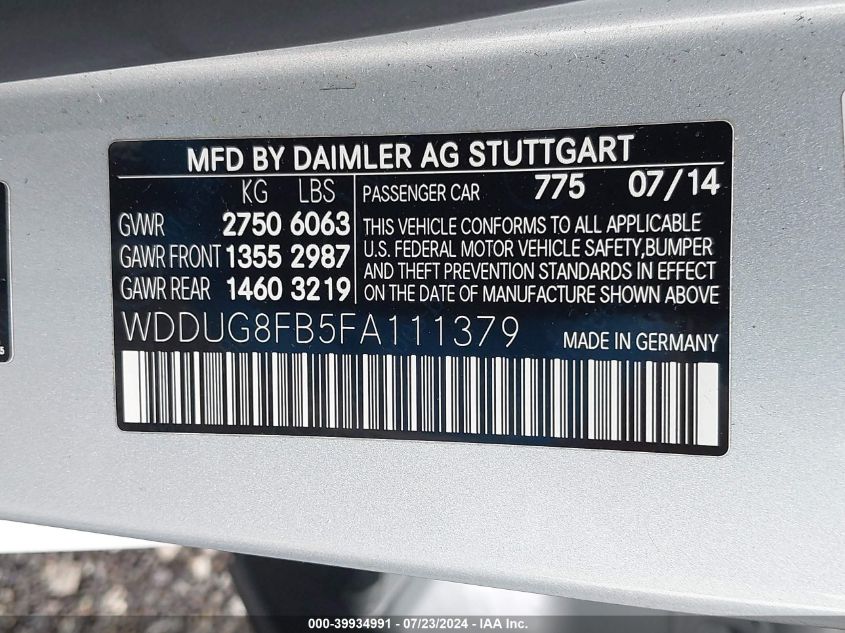 MFD BY DAIMLER AG STUTTGART
KG LBS
GVWR 2750 6063
GAWR FRONT 1355 2987
GAWR REAR 1460 3219
PASSENGER CAR 775 07/14
THIS VEHICLE CONFORMS TO ALL APPLICABLE
U.S. FEDERAL MOTOR VEHICLE SAFETY,BUMPER
AND THEFT PREVENTION STANDARDS IN EFFECT
ON THE DATE OF MANUFACTURE SHOWN ABOVE
WDDUG8FB5FA111379 MADE IN GERMANY
000-39934991 - 07/23/2024 - IAA Inc.